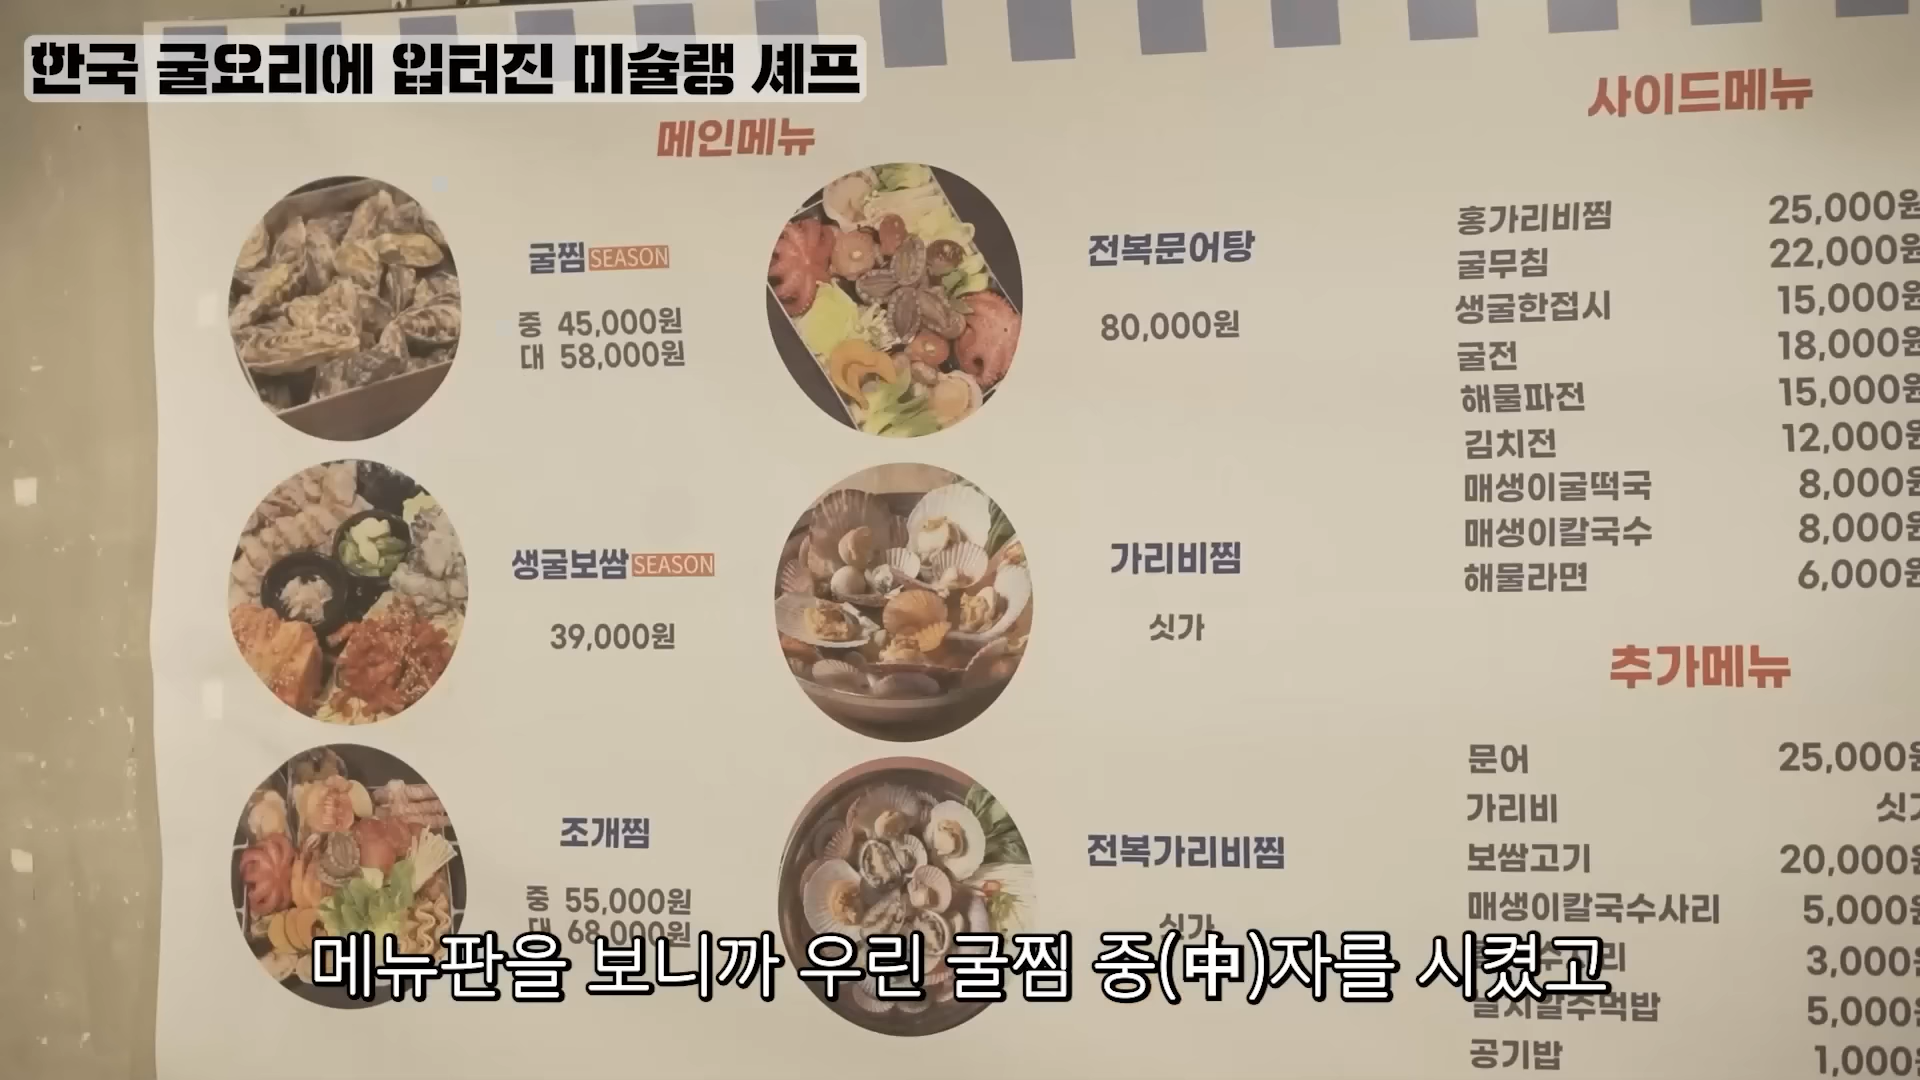 한국 굴요리에 입터진 미슐랭 셰프
메인메뉴
굴찜 SEASON
중 45,000원
대 58,000원
전복문어탕
80,000원
생굴보쌈 SEASON
39,000원
가리비찜
싯가
조개찜
중 55,000원
대 68,000원
전복가리비찜
싯가
사이드메뉴
홍가리비찜 25,000원
굴무침 22,000원
생굴한접시 15,000원
굴전 18,000원
해물파전 15,000원
김치전 12,000원
매생이굴떡국 8,000원
매생이칼국수 8,000원
해물라면 6,000원
추가메뉴
문어 25,000원
가리비 싯가
보쌈고기 20,000원
매생이칼국수사리 5,000원
3,000원
5,000원
공기밥 1,000원
메뉴판을 보니까 우린 굴찜 중(中)자를 시켰고